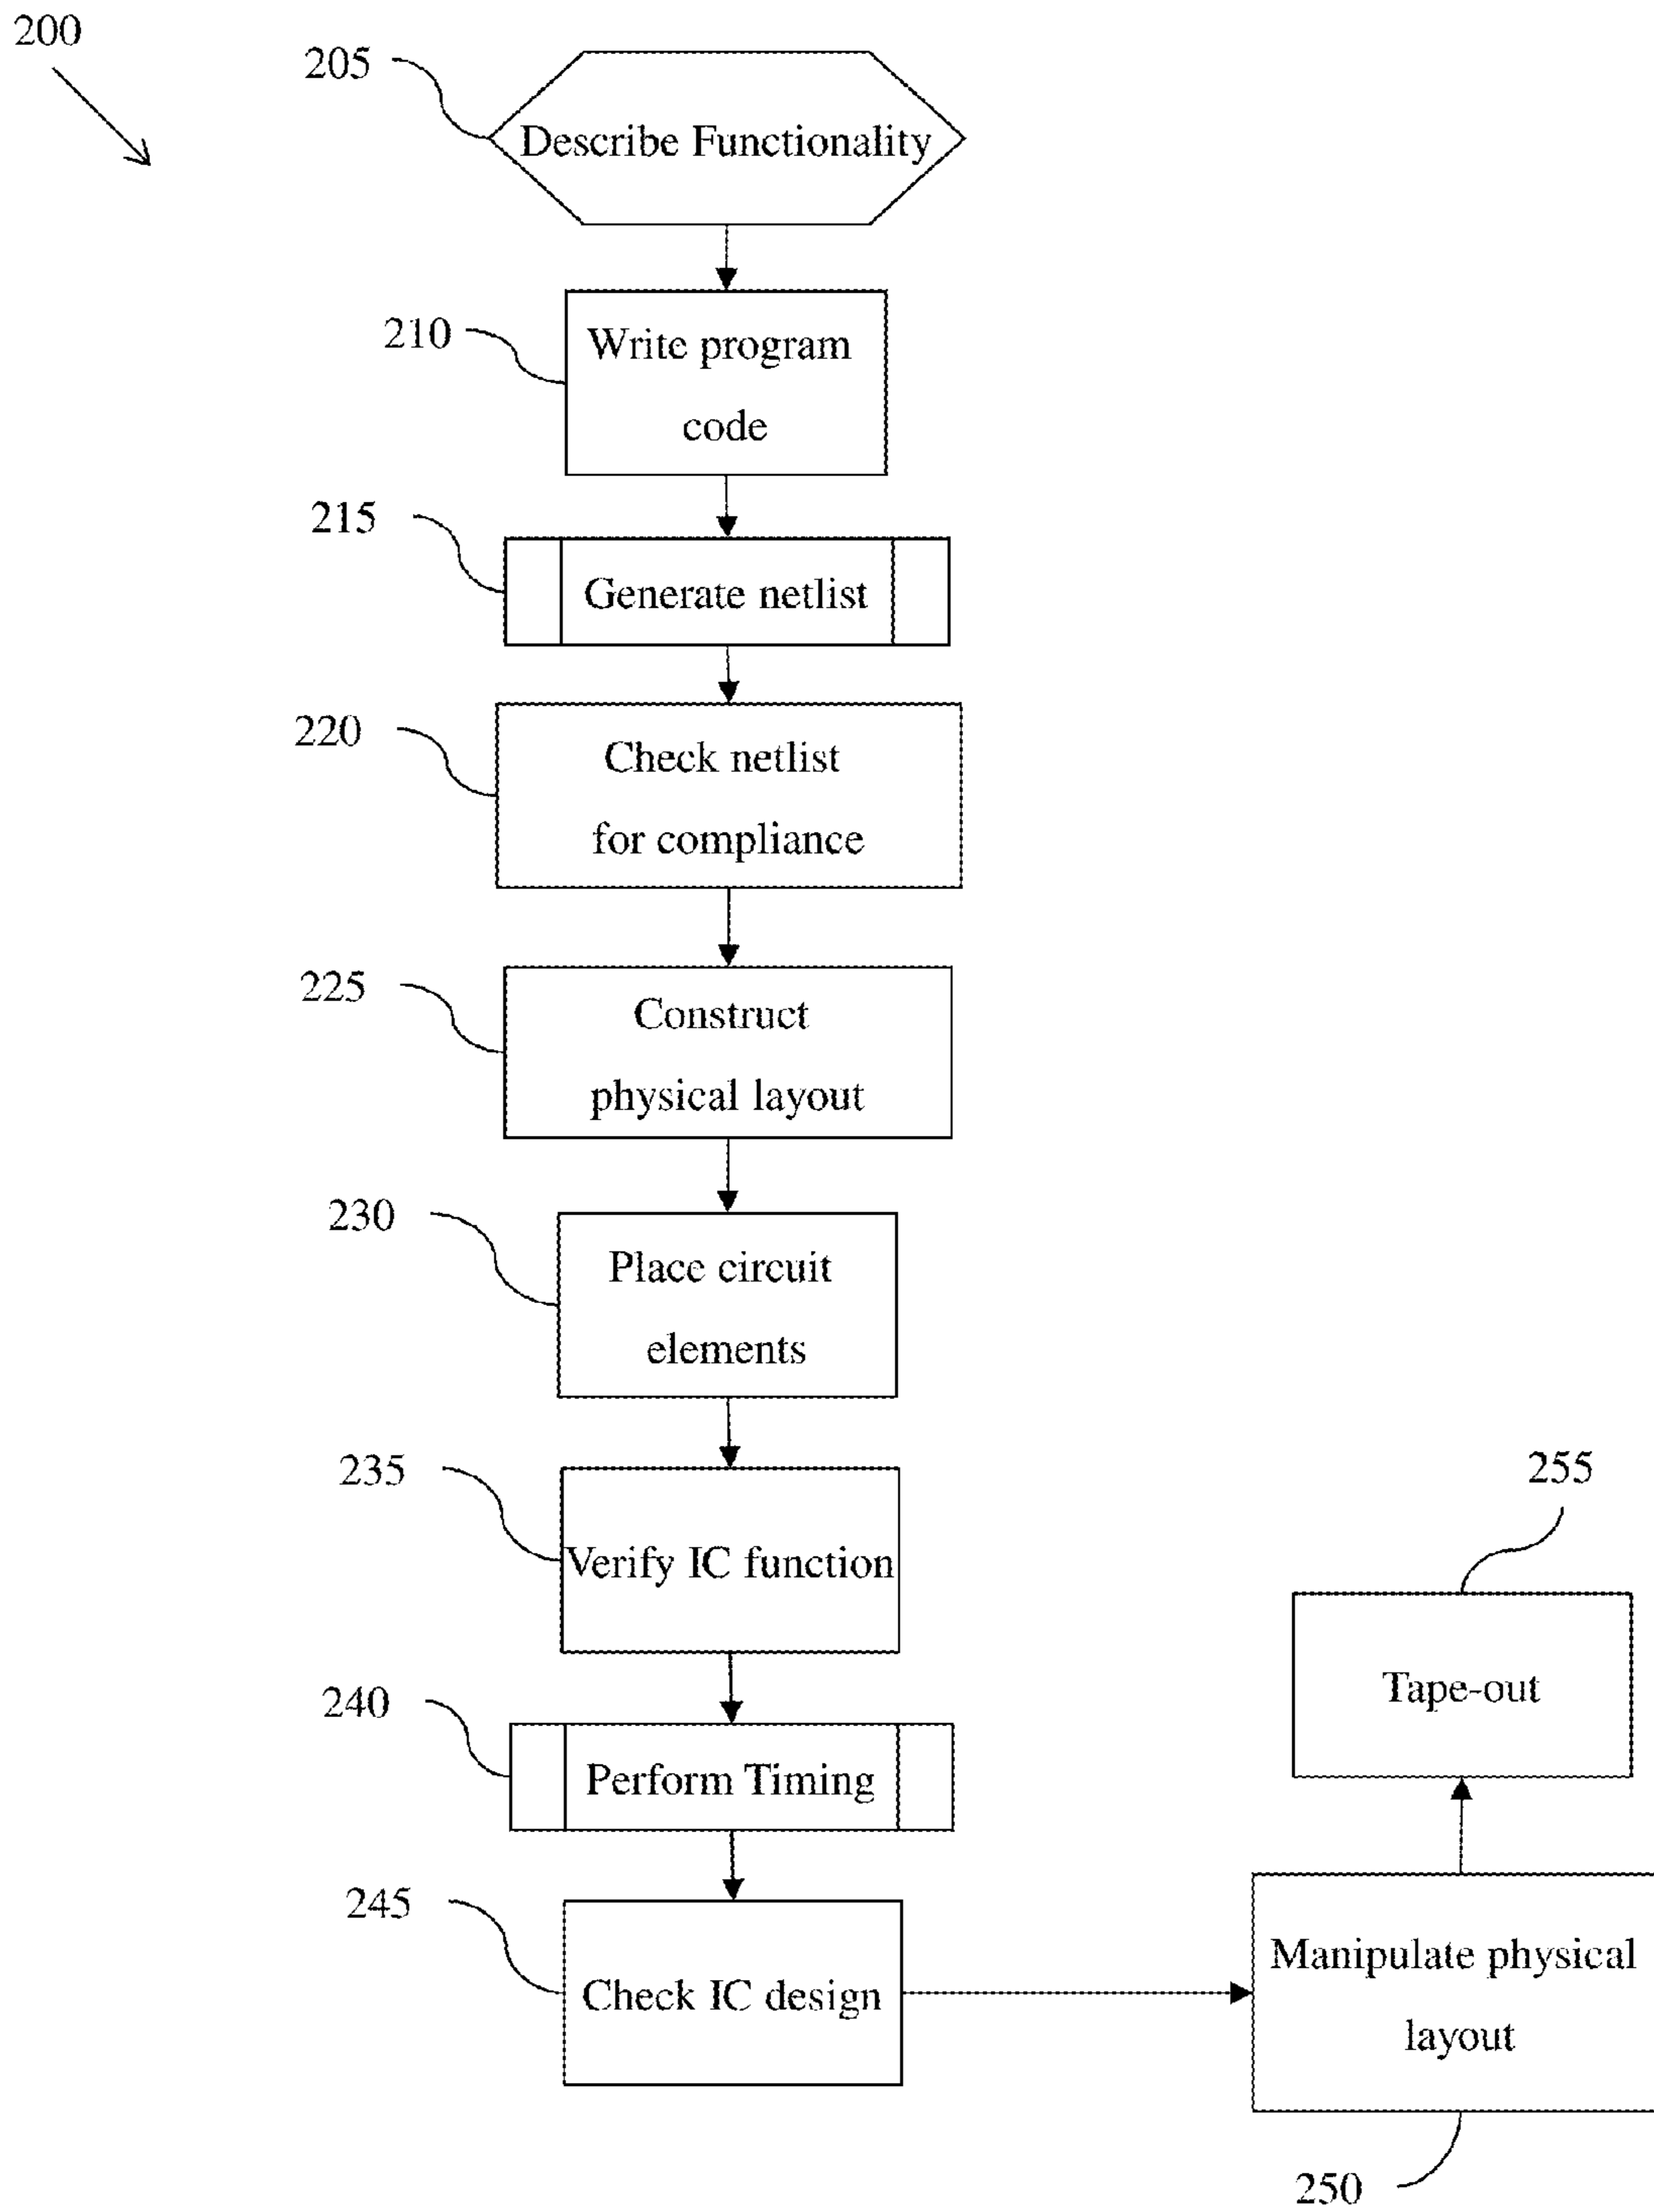 200
205
Describe Functionality
210
Write program
code
215
Generate netlist
220
Check netlist
for compliance
225
Construct
physical layout
230
Place circuit
elements
235
Verify IC function
255
Tape-out
240
Perform Timing
245
Check IC design
Manipulate physical
layout
250